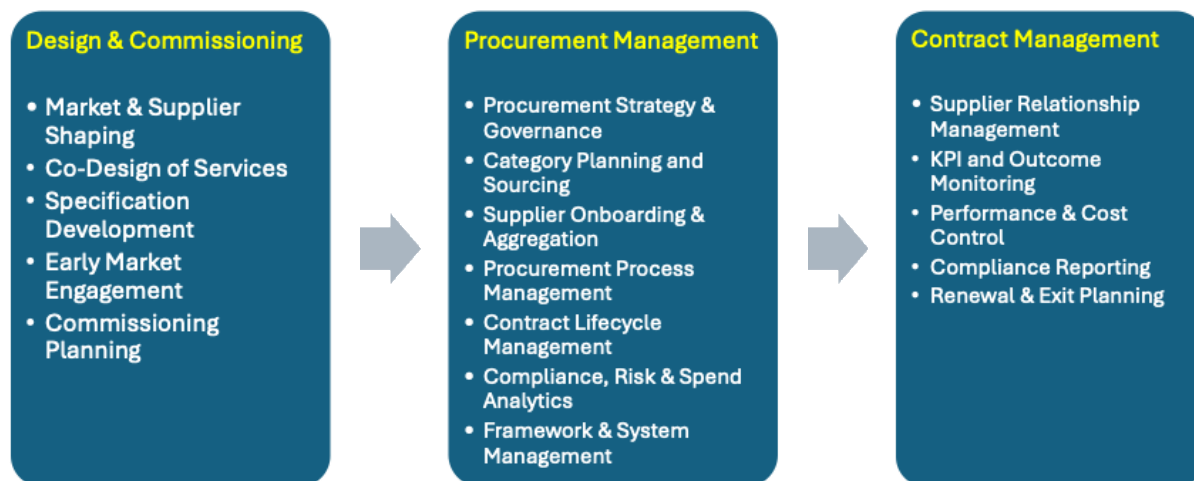 Design & Commissioning
• Market & Supplier
Shaping
• Co-Design of Services
• Specification
Development
• Early Market
Engagement
• Commissioning
Planning
Procurement Management
• Procurement Strategy &
Governance
• Category Planning and
Sourcing
• Supplier Onboarding &
Aggregation
• Procurement Process
Management
• Contract Lifecycle
Management
• Compliance, Risk & Spend
Analytics
• Framework & System
Management
Contract Management
• Supplier Relationship
Management
• KPI and Outcome
Monitoring
• Performance & Cost
Control
• Compliance Reporting
• Renewal & Exit Planning